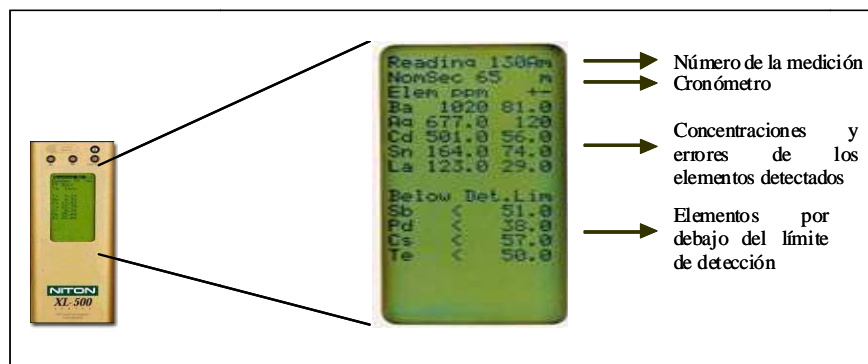 Reading 130Am
NomSec 65 m
Elem ppm +-
Ba 1020 81.0
Ag 677.0 120
Cd 501.0 56.0
Sn 164.0 74.0
La 123.0 29.0
Below Det.Lim
Sb < 51.0
Pd < 38.0
Cs < 57.0
Te < 50.0
Número de la medición
Cronómetro
Concentraciones y
errores de los
elementos detectados
Elementos por
debajo del límite
de detección
NITON
XL-500